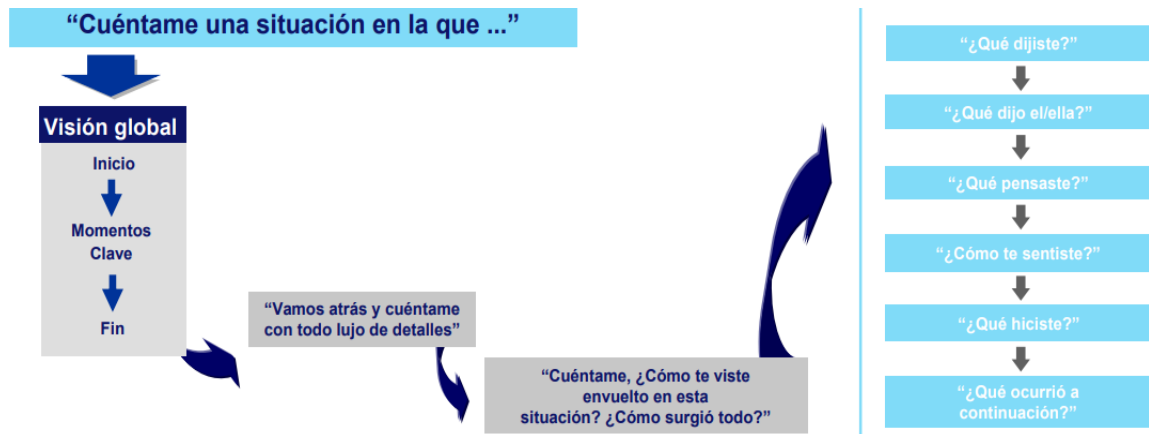 “Cuéntame una situación en la que ...”
Visión global
Inicio
Momentos
Clave
Fin
“Vamos atrás y cuéntame
con todo lujo de detalles”
“Cuéntame, ¿Cómo te viste
envuelto en esta
situación? ¿Cómo surgió todo?”
“¿Qué dijiste?”
“¿Qué dijo el/ella?”
“¿Qué pensaste?”
“¿Cómo te sentiste?”
“¿Qué hiciste?”
“¿Qué ocurrió a
continuación?”